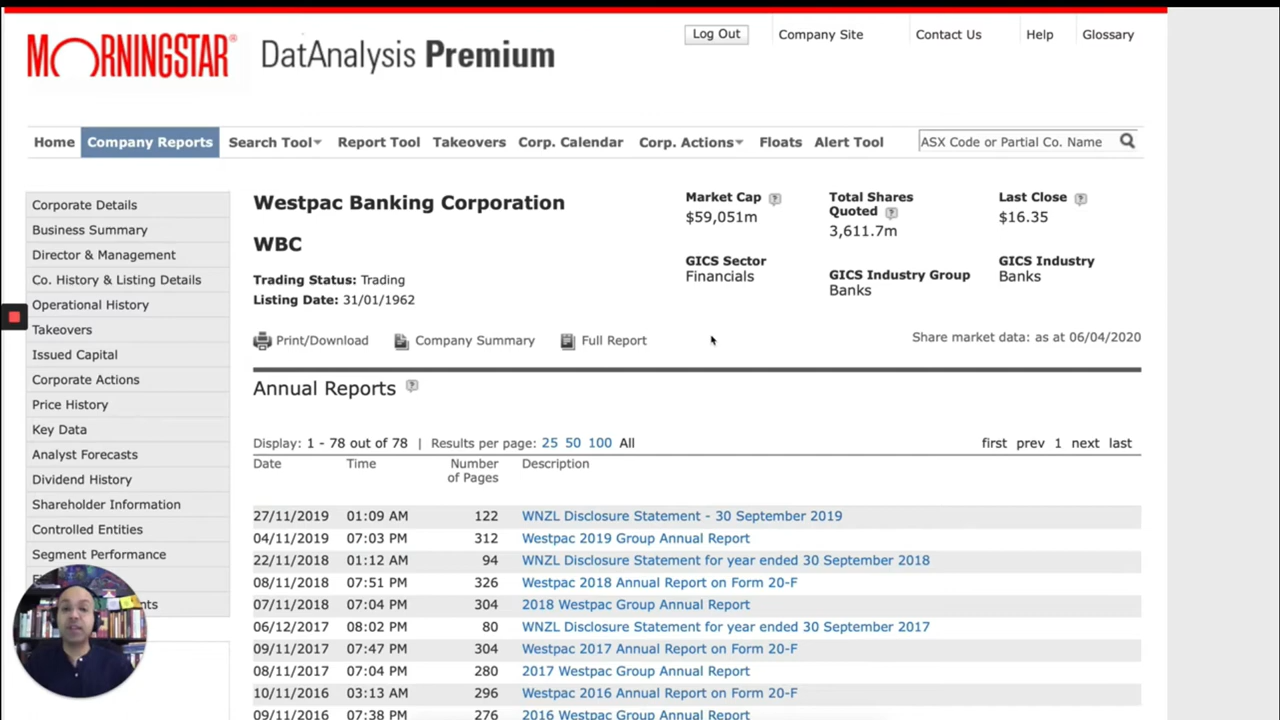 MORNINGSTAR® DatAnalysis Premium
Log Out Company Site Contact Us Help Glossary
Home Company Reports Search Tool Report Tool Takeovers Corp. Calendar Corp. Actions Floats Alert Tool ASX Code or Partial Co. Name
Corporate Details
Business Summary
Director & Management
Co. History & Listing Details
Operational History
Takeovers
Issued Capital
Corporate Actions
Price History
Key Data
Analyst Forecasts
Dividend History
Shareholder Information
Controlled Entities
Segment Performance
Westpac Banking Corporation
WBC
Trading Status: Trading
Listing Date: 31/01/1962
Market Cap ?
$59,051m
Total Shares
Quoted ?
3,611.7m
Last Close ?
$16.35
GICS Sector
Financials
GICS Industry Group
Banks
GICS Industry
Banks
Print/Download Company Summary Full Report
Share market data: as at 06/04/2020
Annual Reports ?
Display: 1 - 78 out of 78 | Results per page: 25 50 100 All first prev 1 next last
Date Time Number Description
of Pages
27/11/2019 01:09 AM 122 WNZL Disclosure Statement - 30 September 2019
04/11/2019 07:03 PM 312 Westpac 2019 Group Annual Report
22/11/2018 01:12 AM 94 WNZL Disclosure Statement for year ended 30 September 2018
08/11/2018 07:51 PM 326 Westpac 2018 Annual Report on Form 20-F
07/11/2018 07:04 PM 304 2018 Westpac Group Annual Report
06/12/2017 08:02 PM 80 WNZL Disclosure Statement for year ended 30 September 2017
09/11/2017 07:47 PM 304 Westpac 2017 Annual Report on Form 20-F
08/11/2017 07:04 PM 280 2017 Westpac Group Annual Report
10/11/2016 03:13 AM 296 Westpac 2016 Annual Report on Form 20-F
09/11/2016 07:38 PM 276 2016 Westpac Group Annual Report